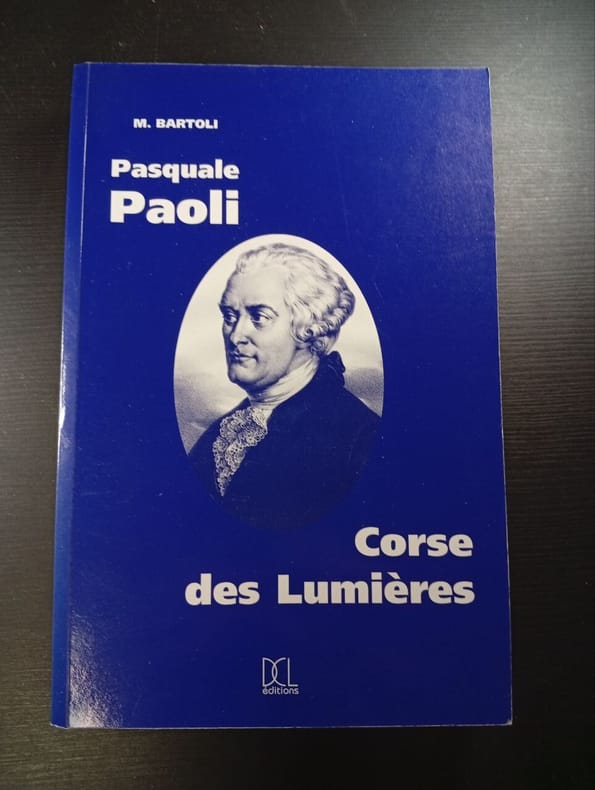 M. BARTOLI
Pasquale
Paoli
Corse
des Lumières
DCL
éditions